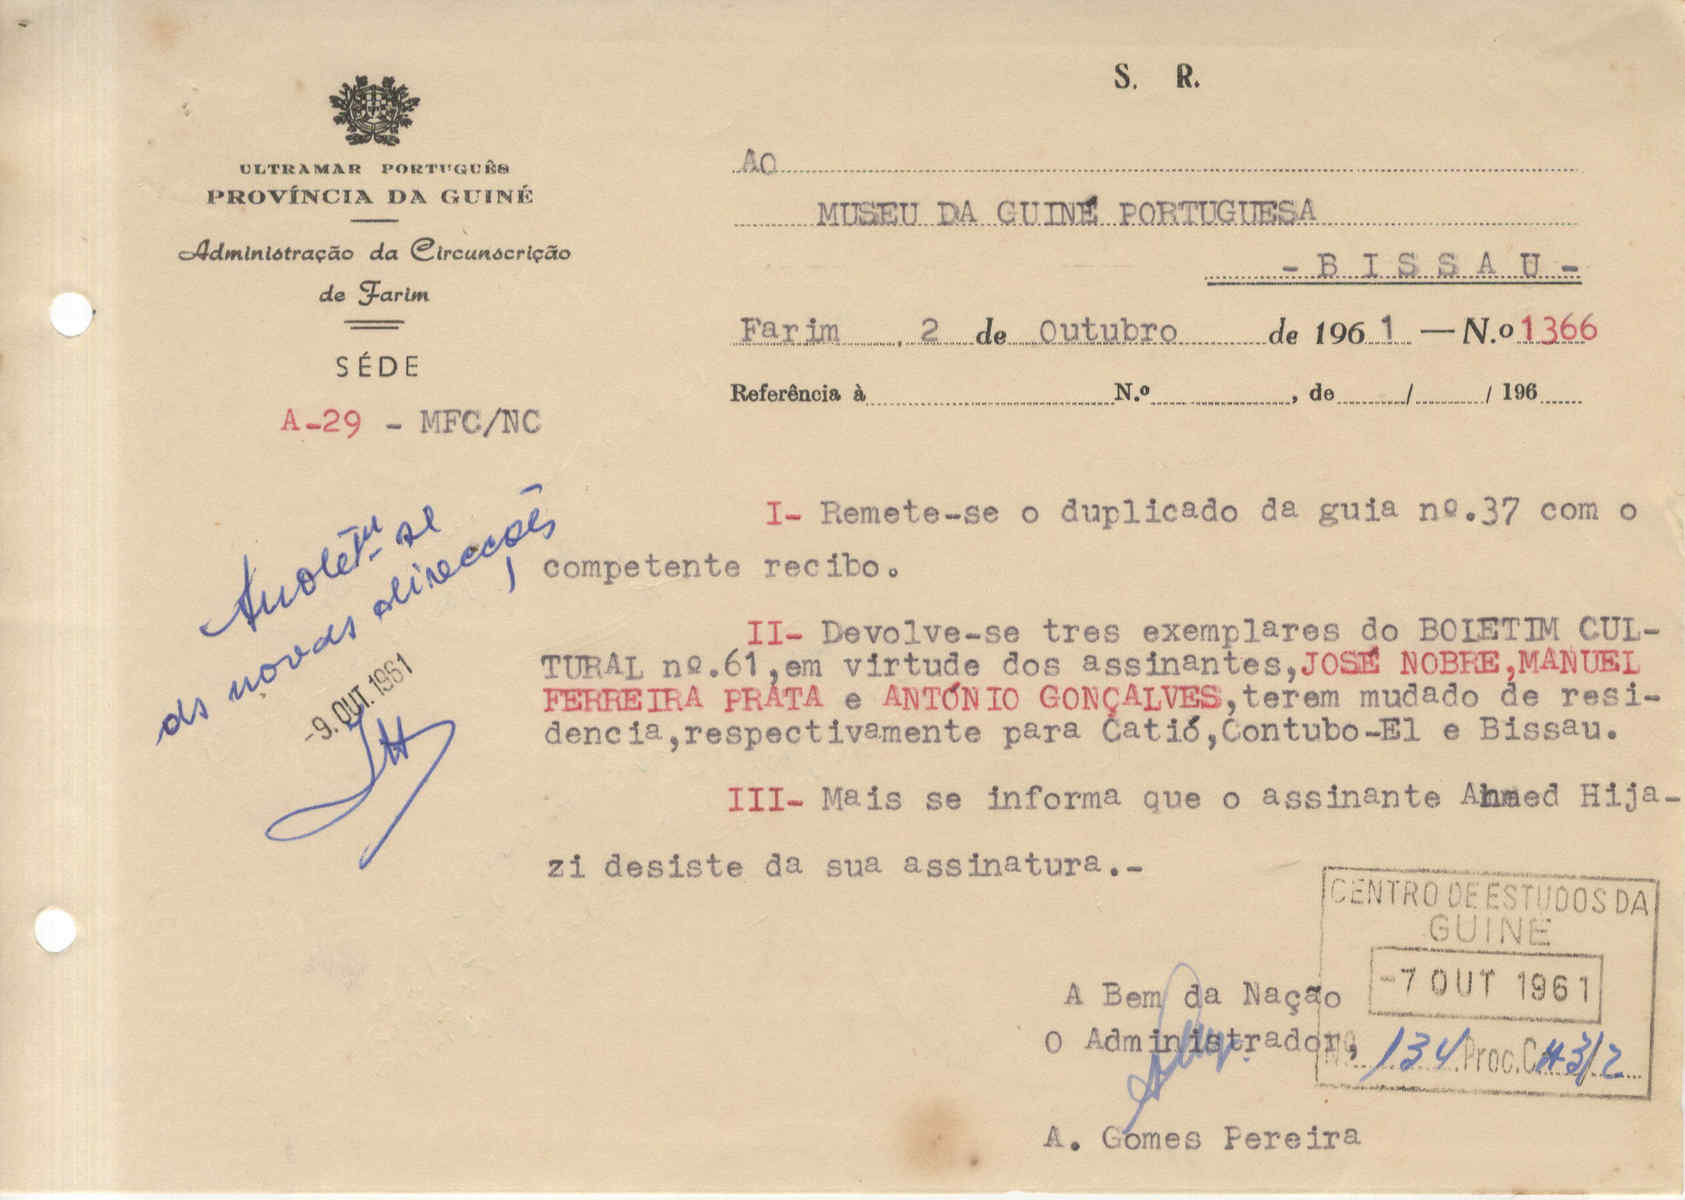 S. R.
ULTRAMAR PORTUGUÊS
PROVÍNCIA DA GUINÉ
Administração da Circunscrição
de Farim
SÉDE
A-29 - MFC/NC
Ao
MUSEU DA GUINÉ PORTUGUESA
- B I S S A U -
Farim, 2 de Outubro de 1961 — N.º 1366
Referência à N.º , de / / 196
I- Remete-se o duplicado da guia nº.37 com o
competente recibo.
II- Devolve-se tres exemplares do BOLETIM CUL-
TURAL nº.61,em virtude dos assinantes,JOSÉ NOBRE,MANUEL
FERREIRA PRATA e ANTÓNIO GONÇALVES,terem mudado de resi-
dencia,respectivamente para Catió,Contubo-El e Bissau.
III- Mais se informa que o assinante Ahmed Hija-
zi desiste da sua assinatura.-
se
as novas direcções
-9. OUT. 1961
A Bem da Nação
O Administrador,
A. Gomes Pereira
CENTRO DE ESTUDOS DA
GUINÉ
-7 OUT 1961
Nº 134 Proc. C